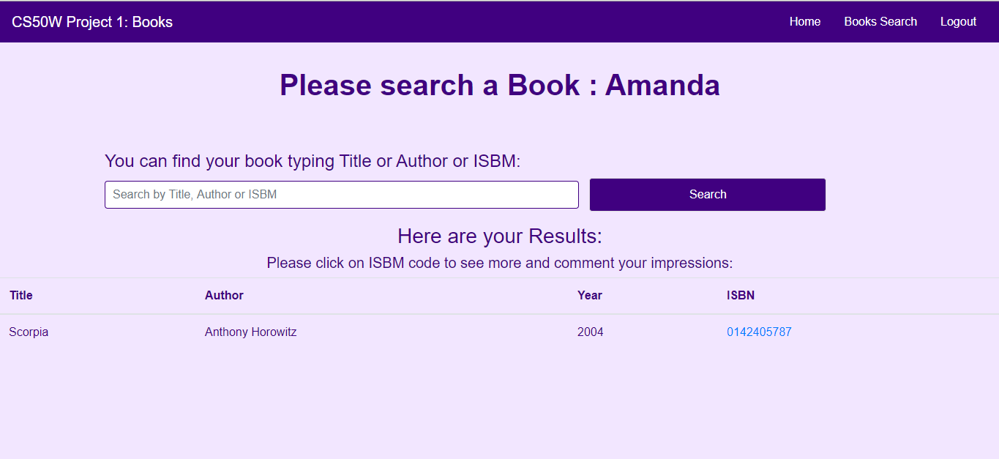 CS50W Project 1: Books Home Books Search Logout
Please search a Book : Amanda
You can find your book typing Title or Author or ISBM:
Search by Title, Author or ISBM Search
Here are your Results:
Please click on ISBM code to see more and comment your impressions:
Title Author Year ISBN
Scorpia Anthony Horowitz 2004 0142405787